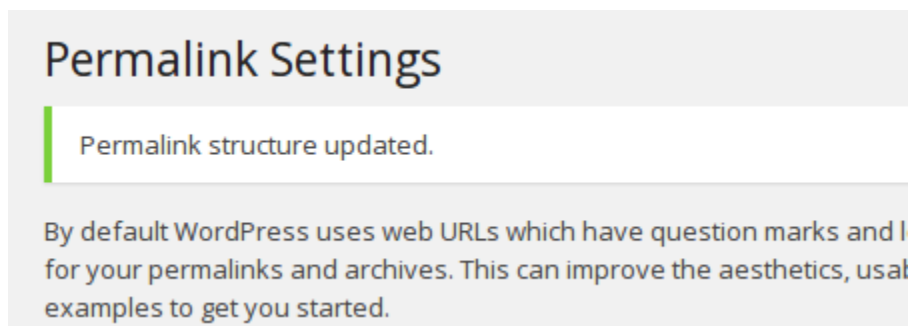 Permalink Settings
Permalink structure updated.
By default WordPress uses web URLs which have question marks and
for your permalinks and archives. This can improve the aesthetics,
examples to get you started.